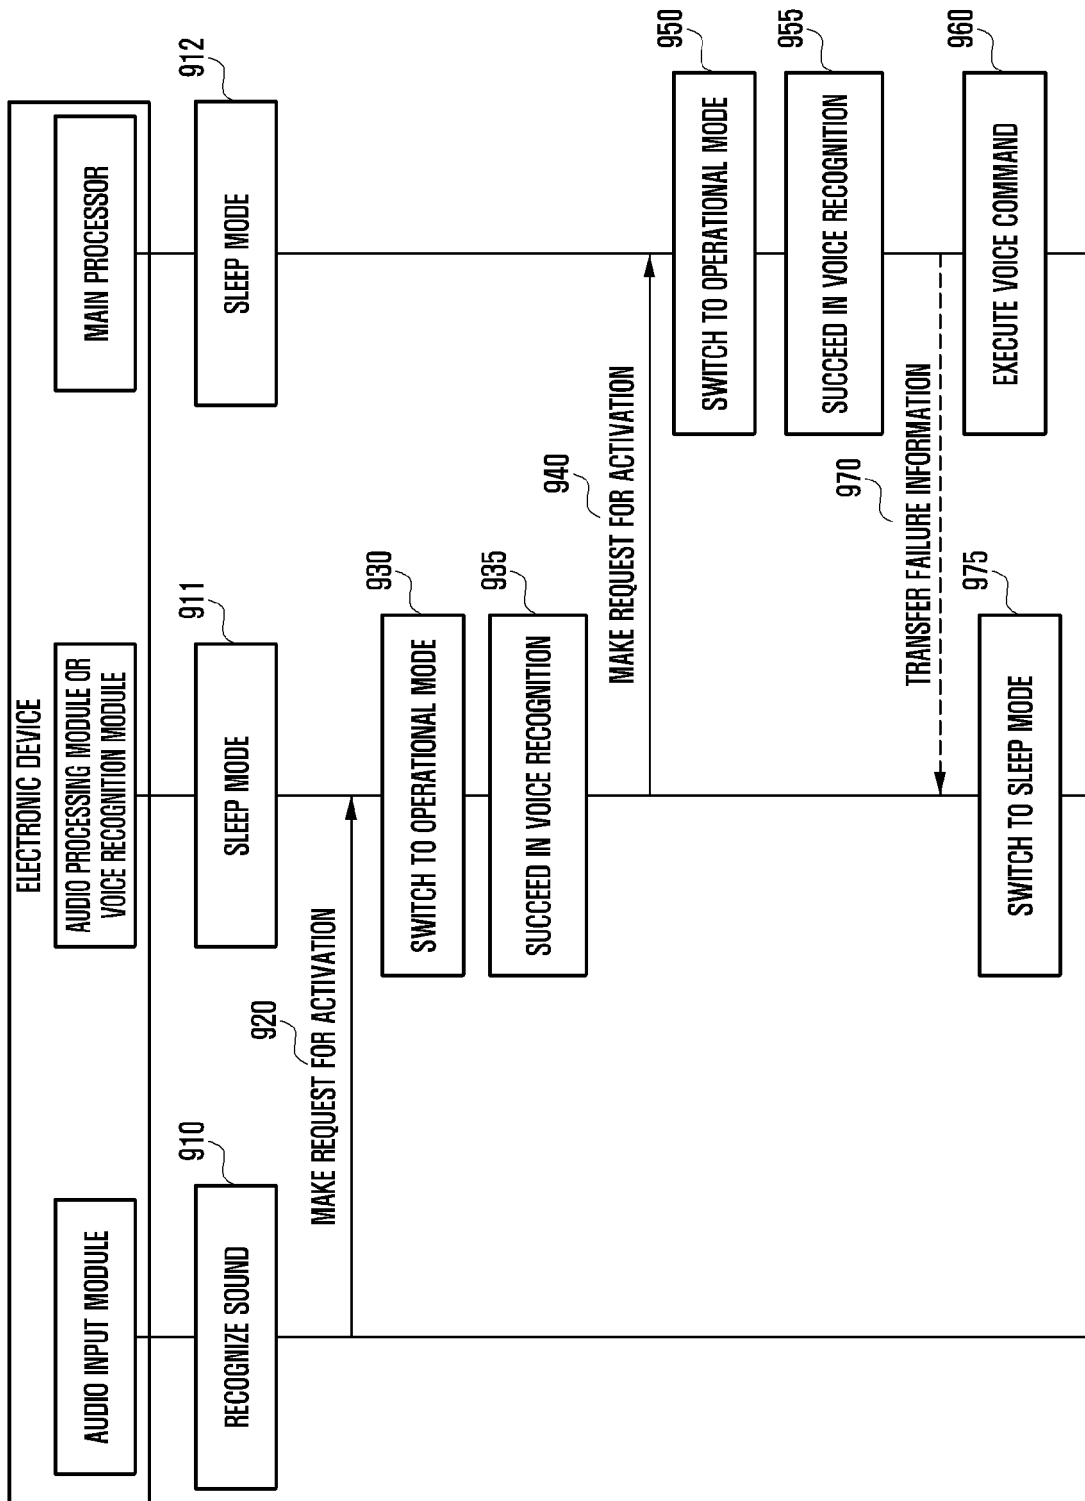 ELECTRONIC DEVICE
AUDIO INPUT MODULE
AUDIO PROCESSING MODULE OR
VOICE RECOGNITION MODULE
MAIN PROCESSOR
910
RECOGNIZE SOUND
911
SLEEP MODE
912
SLEEP MODE
920
MAKE REQUEST FOR ACTIVATION
930
SWITCH TO OPERATIONAL MODE
935
SUCCEED IN VOICE RECOGNITION
940
MAKE REQUEST FOR ACTIVATION
950
SWITCH TO OPERATIONAL MODE
955
SUCCEED IN VOICE RECOGNITION
970
TRANSFER FAILURE INFORMATION
960
EXECUTE VOICE COMMAND
975
SWITCH TO SLEEP MODE